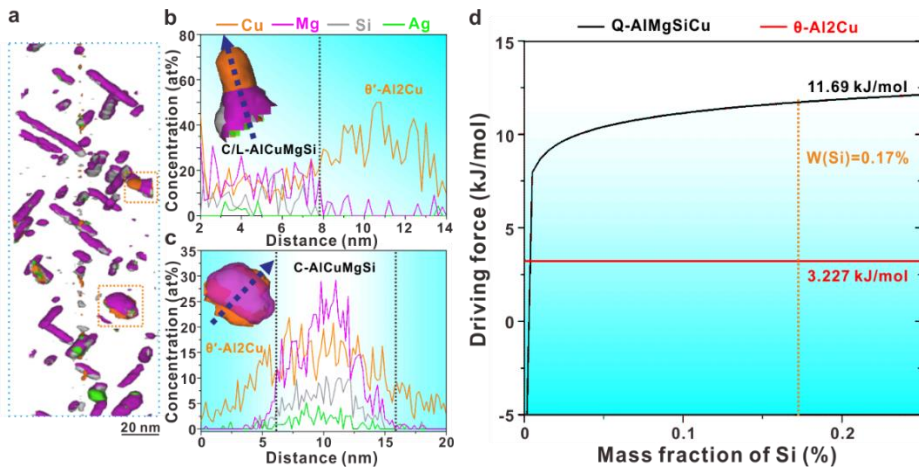 a
20 nm
b
Cu Mg Si Ag
Concentration (at%)
80
60
40
20
0
θ′-Al2Cu
C/L-AlCuMgSi
2 4 6 8 10 12 14
Distance (nm)
c
Concentration (at%)
35
30
25
20
15
10
5
0
C-AlCuMgSi
θ′-Al2Cu
0 5 10 15 20
Distance (nm)
d
Q-AlMgSiCu θ-Al2Cu
Driving force (kJ/mol)
15
10
5
0
-5
11.69 kJ/mol
W(Si)=0.17%
3.227 kJ/mol
0.1 0.2
Mass fraction of Si (%)